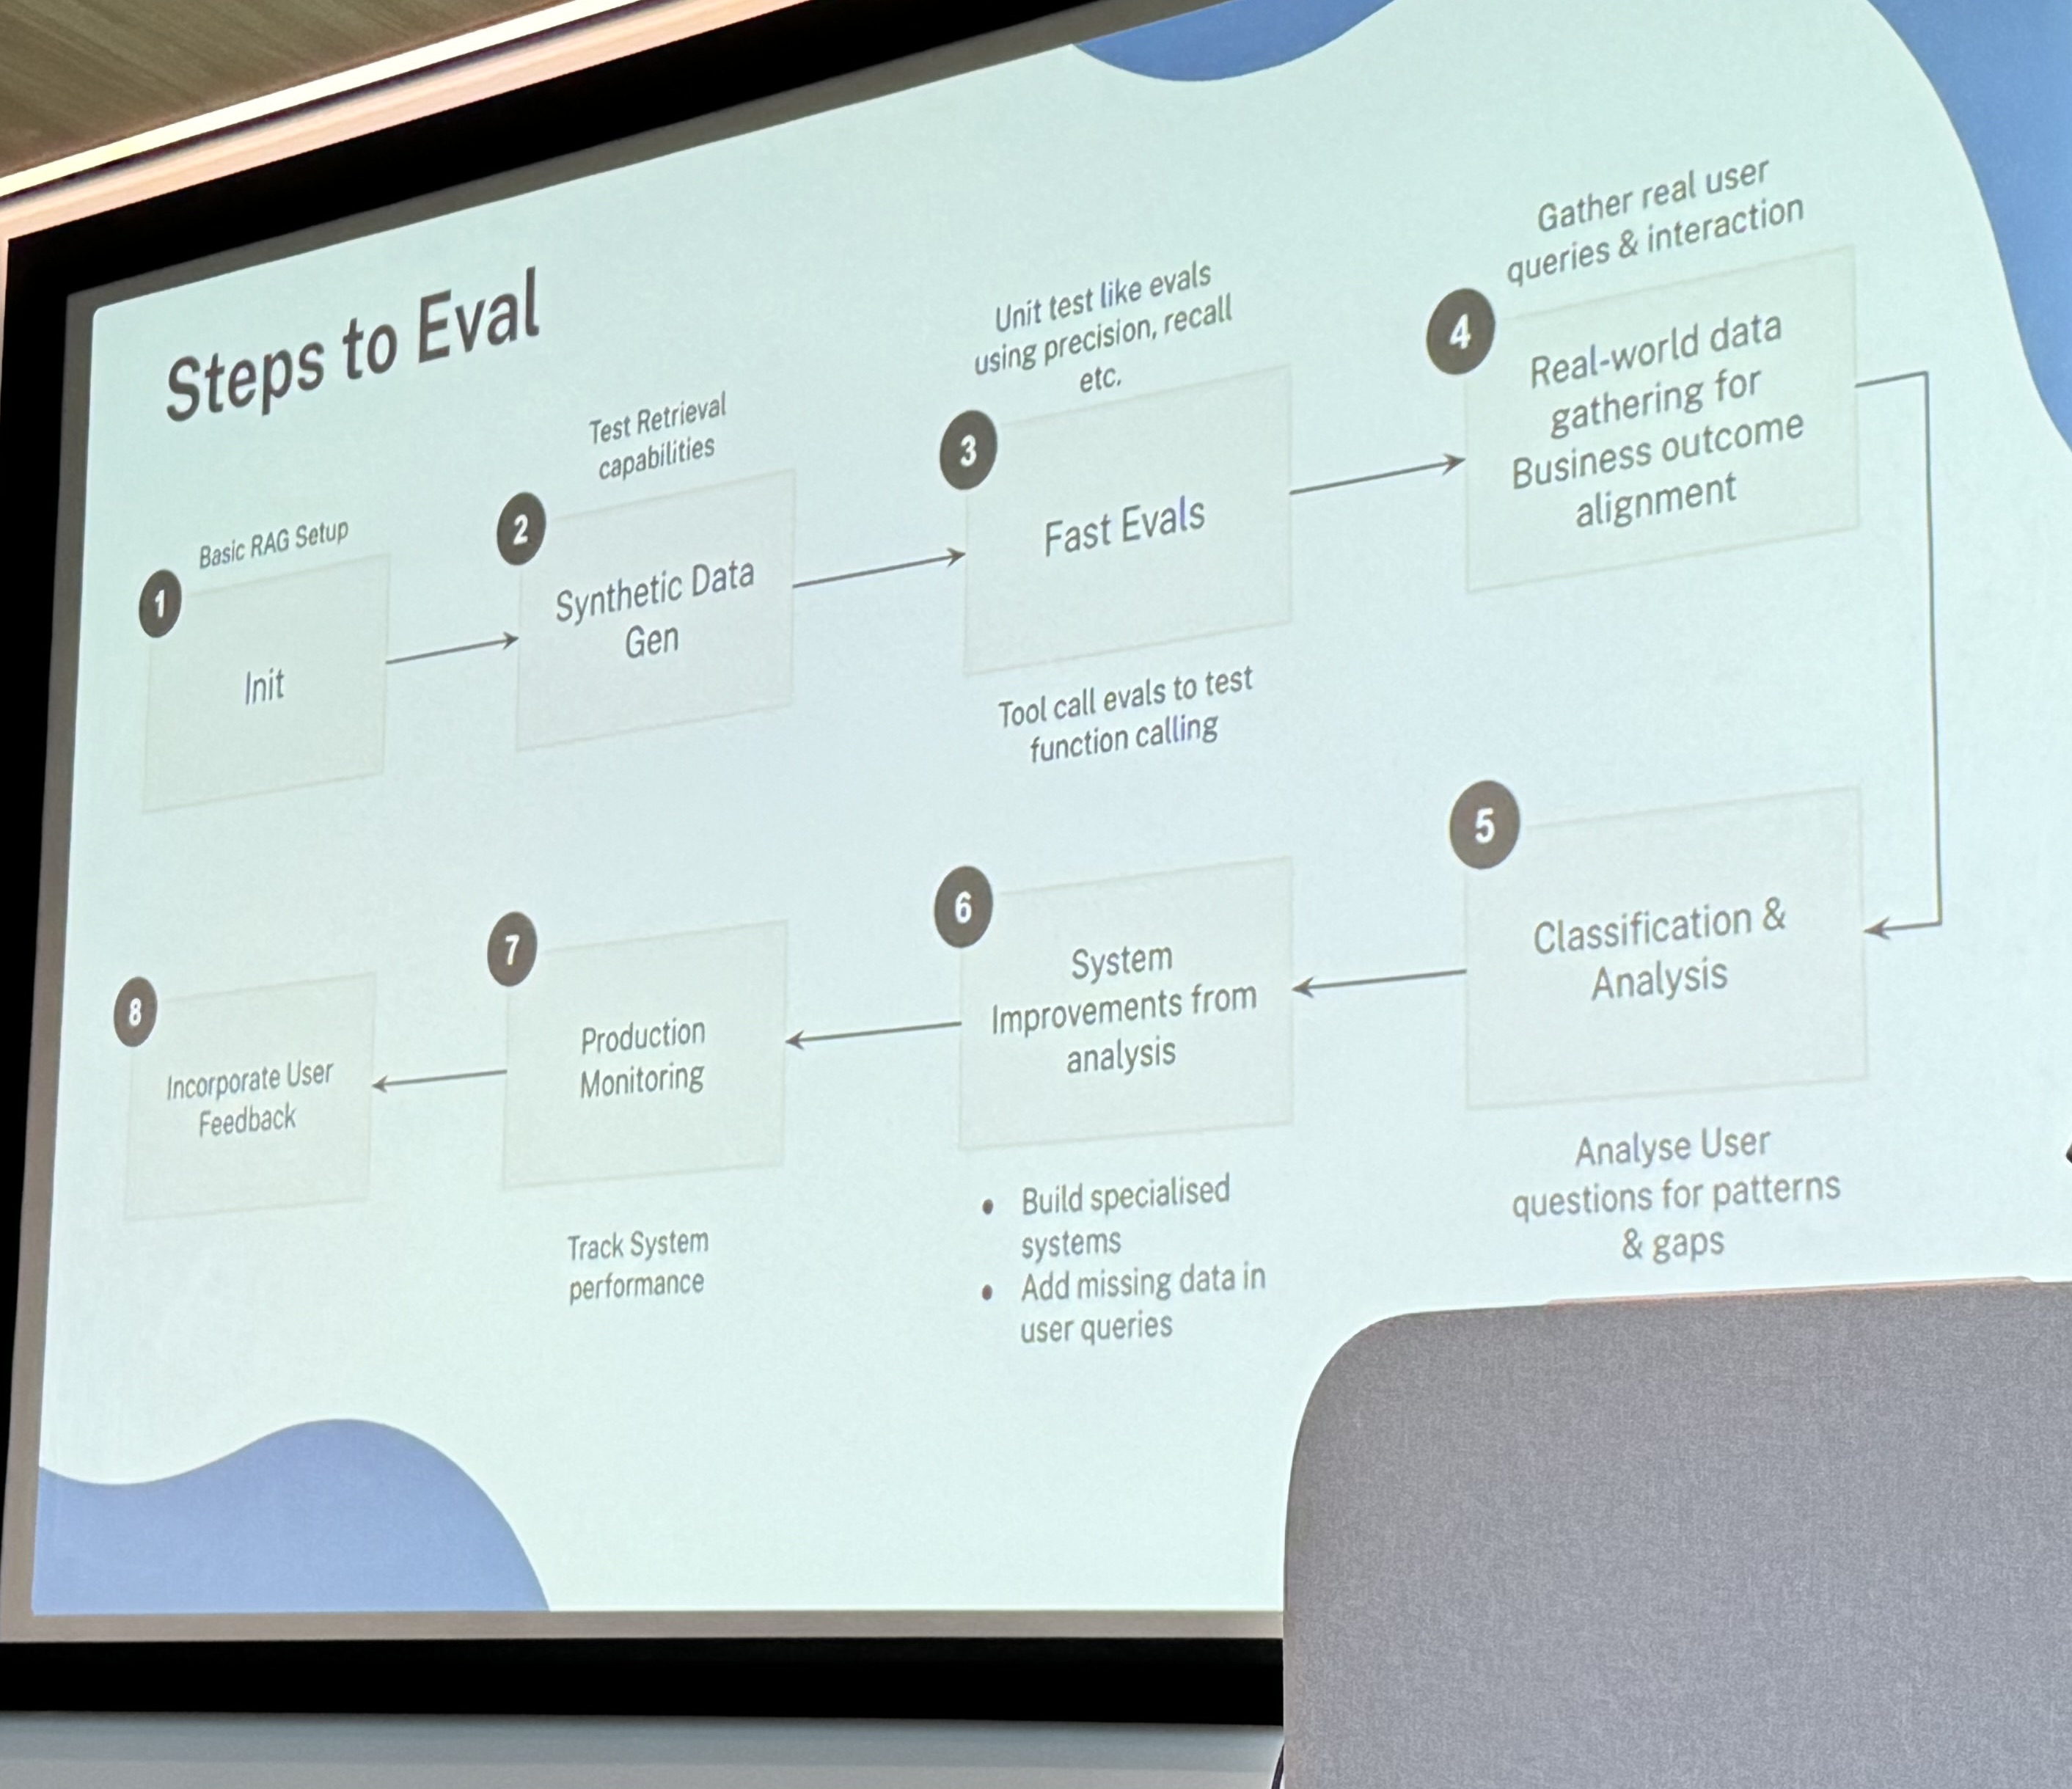 Steps to Eval
1
Basic RAG Setup
Init
2
Test Retrieval
capabilities
Synthetic Data
Gen
3
Unit test like evals
using precision, recall
etc.
Fast Evals
Tool call evals to test
function calling
4
Gather real user
queries & interaction
Real-world data
gathering for
Business outcome
alignment
5
Classification &
Analysis
Analyse User
questions for patterns
& gaps
6
System
Improvements from
analysis
• Build specialised
systems
• Add missing data in
user queries
7
Production
Monitoring
Track System
performance
8
Incorporate User
Feedback